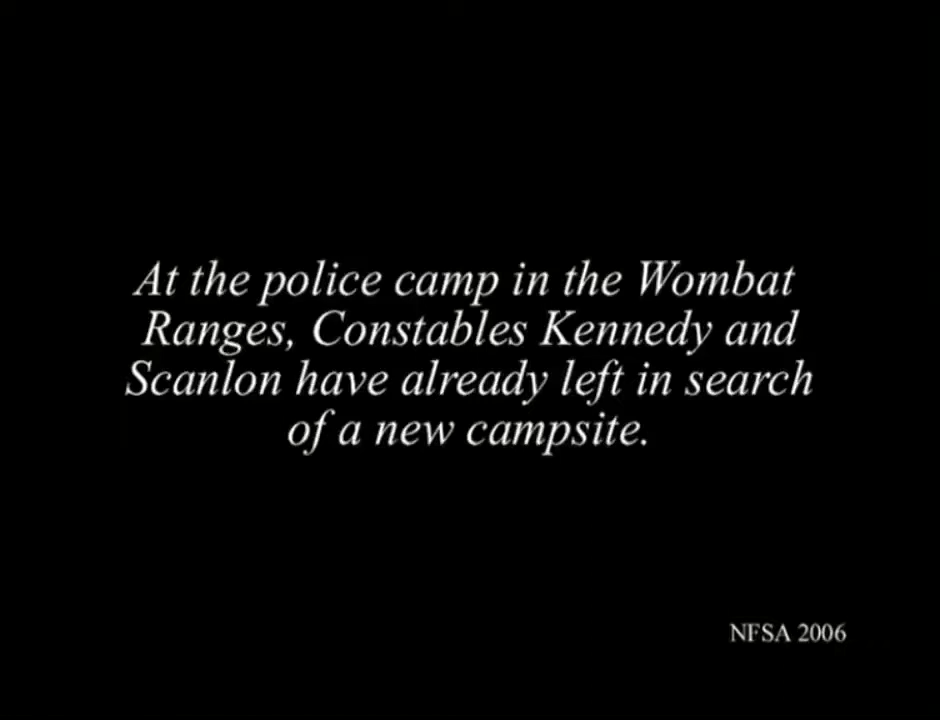 At the police camp in the Wombat
Ranges, Constables Kennedy and
Scanlon have already left in search
of a new campsite.
NFSA 2006